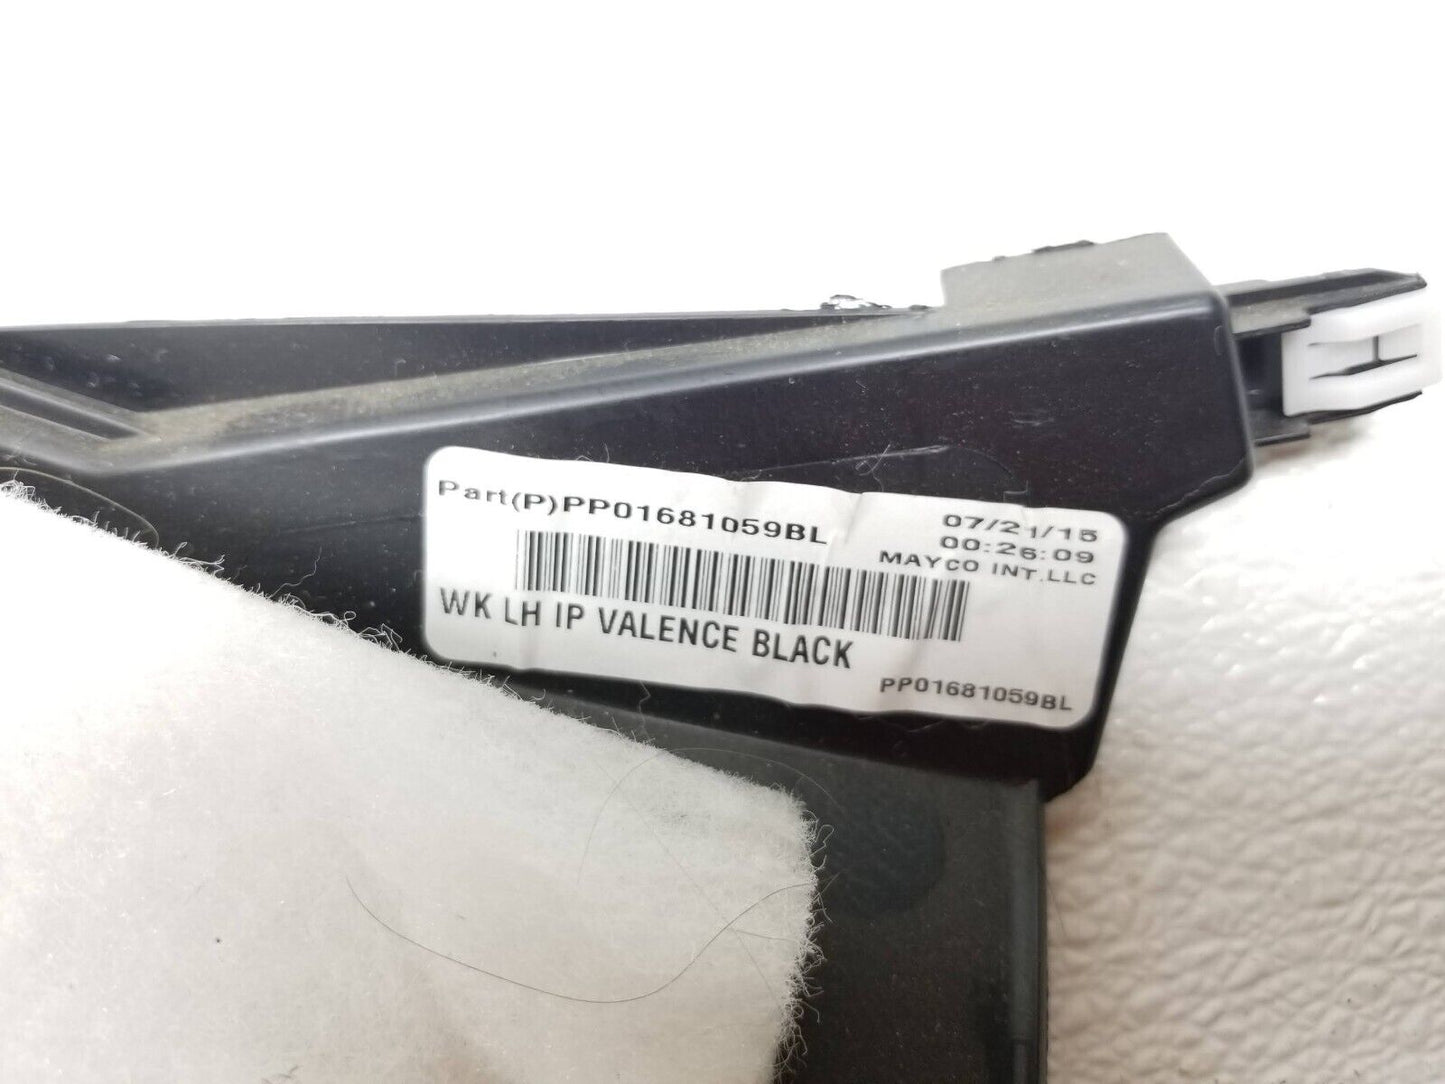 Part(P)PP01681059BL
07/21/15
00:26:09
MAYCO INT.LLC
WK LH IP VALENCE BLACK
PP01681059BL